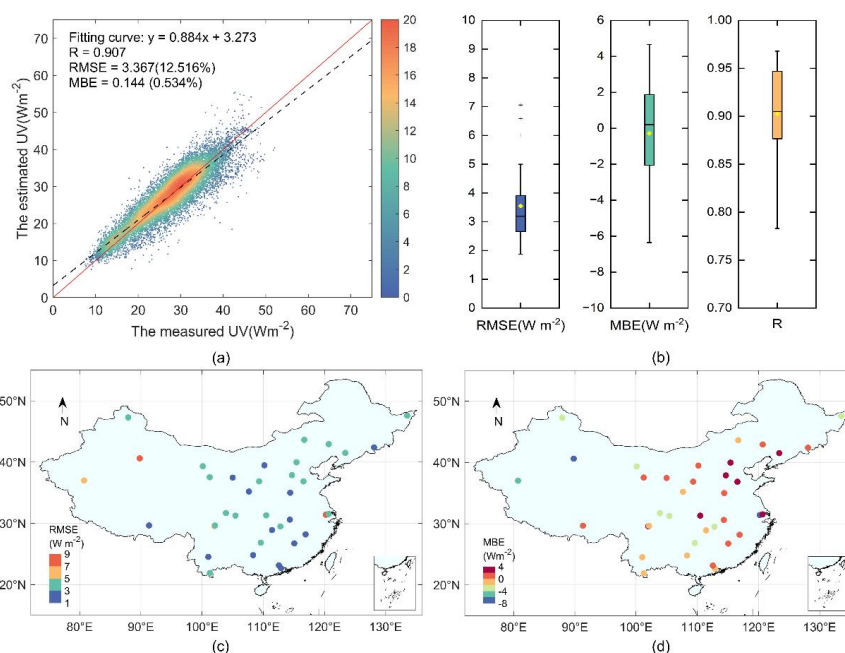 The estimated UV(Wm-2)
75
70
60
50
40
30
20
10
0
Fitting curve: y = 0.884x + 3.273
R = 0.907
RMSE = 3.367(12.516%)
MBE = 0.144 (0.534%)
0 10 20 30 40 50 60 70
The measured UV(Wm-2)
20
18
16
14
12
10
8
6
4
2
0
(a)
10
9
8
7
6
5
4
3
2
1
0
RMSE(W m-2)
6
4
2
0
−2
−4
−6
−8
−10
MBE(W m-2)
1.00
0.95
0.90
0.85
0.80
0.75
0.70
R
(b)
50°N
40°N
30°N
20°N
N
RMSE
(W m-2)
9
7
5
3
1
80°E 90°E 100°E 110°E 120°E 130°E
(c)
50°N
40°N
30°N
20°N
N
MBE
(Wm-2)
4
0
-4
-8
80°E 90°E 100°E 110°E 120°E 130°E
(d)